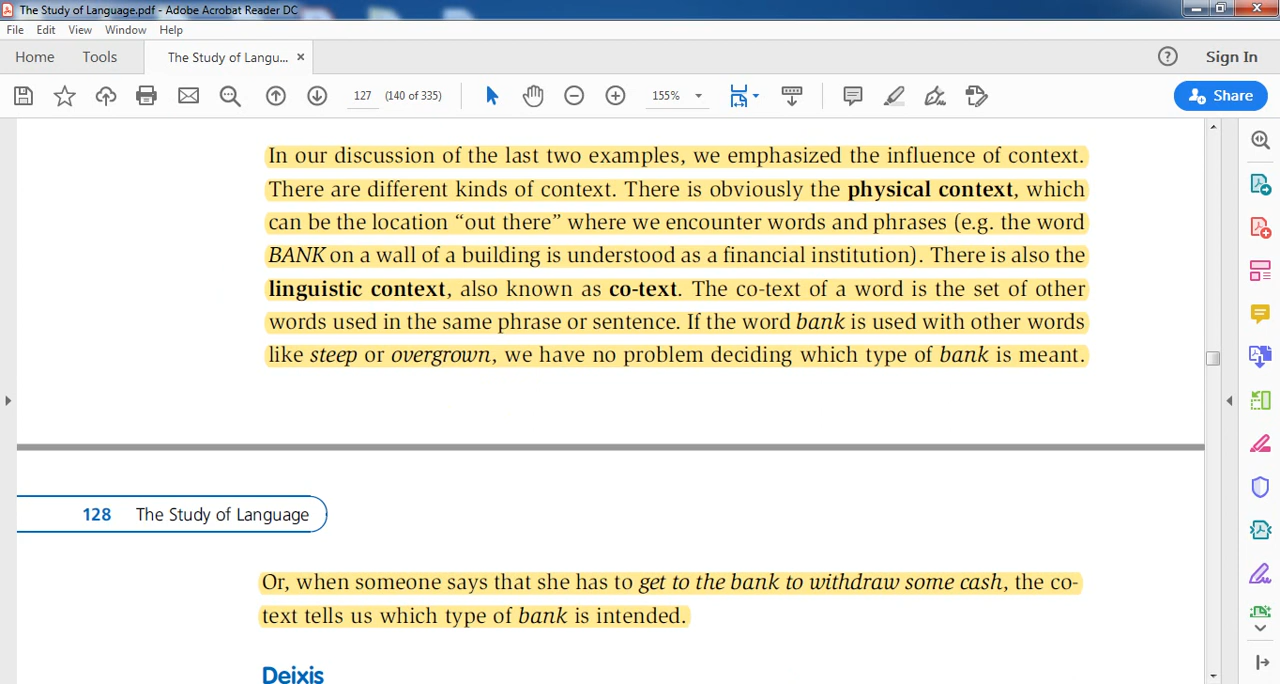 The Study of Language.pdf - Adobe Acrobat Reader DC
File Edit View Window Help
Home Tools The Study of Langu... × ? Sign In
127 (140 of 335) 155% Share
In our discussion of the last two examples, we emphasized the influence of context.
There are different kinds of context. There is obviously the physical context, which
can be the location “out there” where we encounter words and phrases (e.g. the word
BANK on a wall of a building is understood as a financial institution). There is also the
linguistic context, also known as co-text. The co-text of a word is the set of other
words used in the same phrase or sentence. If the word bank is used with other words
like steep or overgrown, we have no problem deciding which type of bank is meant.
128 The Study of Language
Or, when someone says that she has to get to the bank to withdraw some cash, the co-
text tells us which type of bank is intended.
Deixis